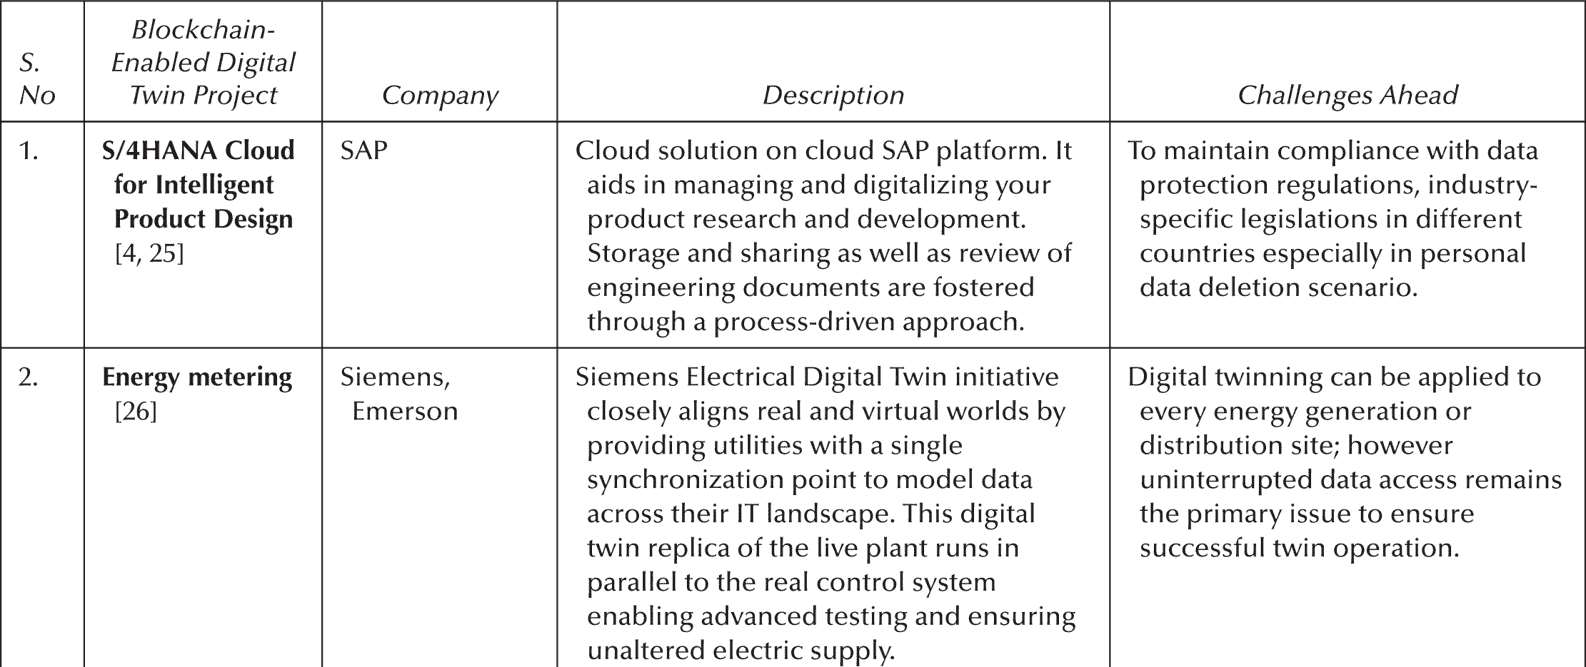 S. No
Blockchain-
Enabled Digital
Twin Project
Company
Description
Challenges Ahead
1.
S/4HANA Cloud
for Intelligent
Product Design
[4, 25]
SAP
Cloud solution on cloud SAP platform. It
aids in managing and digitalizing your
product research and development.
Storage and sharing as well as review of
engineering documents are fostered
through a process-driven approach.
To maintain compliance with data
protection regulations, industry-
specific legislations in different
countries especially in personal
data deletion scenario.
2.
Energy metering
[26]
Siemens,
Emerson
Siemens Electrical Digital Twin initiative
closely aligns real and virtual worlds by
providing utilities with a single
synchronization point to model data
across their IT landscape. This digital
twin replica of the live plant runs in
parallel to the real control system
enabling advanced testing and ensuring
unaltered electric supply.
Digital twinning can be applied to
every energy generation or
distribution site; however
uninterrupted data access remains
the primary issue to ensure
successful twin operation.